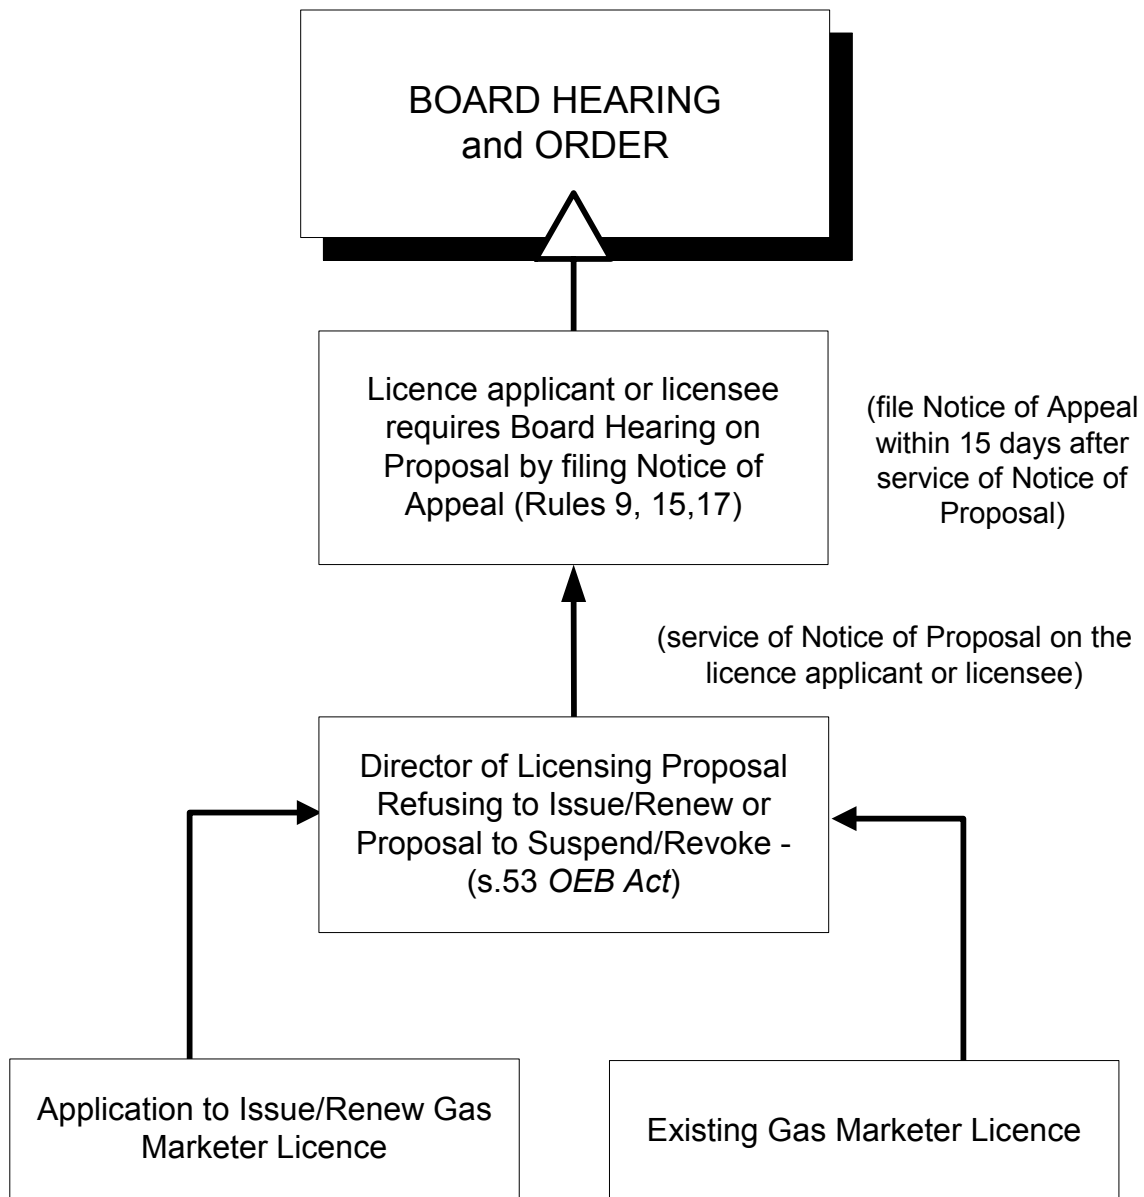 BOARD HEARING
and ORDER
Licence applicant or licensee
requires Board Hearing on
Proposal by filing Notice of
Appeal (Rules 9, 15,17)
(file Notice of Appeal
within 15 days after
service of Notice of
Proposal)
(service of Notice of Proposal on the
licence applicant or licensee)
Director of Licensing Proposal
Refusing to Issue/Renew or
Proposal to Suspend/Revoke -
(s.53 OEB Act)
Application to Issue/Renew Gas
Marketer Licence
Existing Gas Marketer Licence